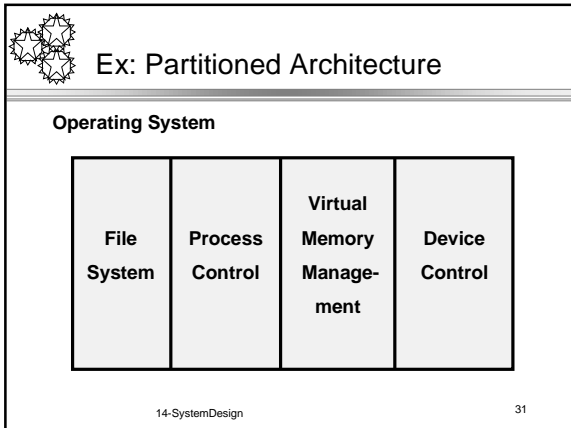 Ex: Partitioned Architecture
Operating System
File
System
Process
Control
Virtual
Memory
Manage-
ment
Device
Control
14-SystemDesign
31